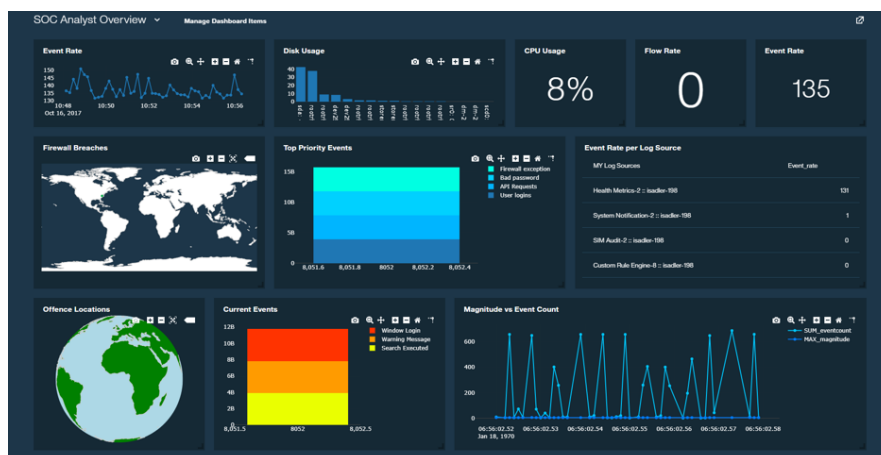 SOC Analyst Overview
Manage Dashboard Items
Event Rate
150
145
140
135
130
10:48
10:50
10:52
10:54
10:56
Oct 16, 2017
Disk Usage
40
30
20
10
0
CPU Usage
8%
Flow Rate
0
Event Rate
135
Firewall Breaches
Top Priority Events
Firewall exception
Bad password
API Requests
User logins
15B
10B
5B
0
8,051.6
8,051.8
8052
8,052.2
8,052.4
Event Rate per Log Source
MY Log Sources
Event_rate
Health Metrics-2 :: isadler-198
131
System Notification-2 :: isadler-198
1
SIM Audit-2 :: isadler-198
0
Custom Rule Engine-8 :: isadler-198
0
Offence Locations
Current Events
Window Login
Warning Message
Search Executed
12B
10B
8B
6B
4B
2B
0
8,051.5
8052
8,052.5
Magnitude vs Event Count
SUM_eventcount
MAX_magnitude
600
400
200
0
06:56:02.52
06:56:02.53
06:56:02.54
06:56:02.55
06:56:02.56
06:56:02.57
06:56:02.58
Jan 18, 1970